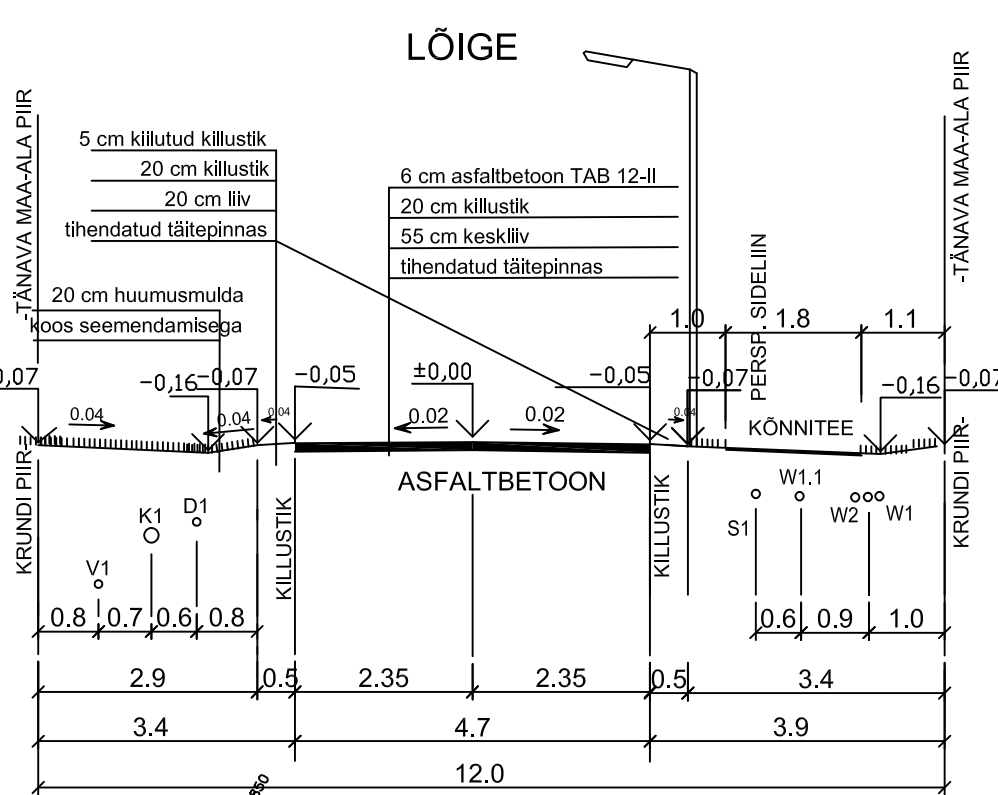 LÕIGE
-TÄNAVA MAA-ALA PIIR
-TÄNAVA MAA-ALA PIIR
5 cm kiilutud killustik
20 cm killustik
20 cm liiv
tihendatud täitepinnas
6 cm asfaltbetoon TAB 12-II
20 cm killustik
55 cm keskliiv
tihendatud täitepinnas
20 cm huumusmulda
koos seemendamisega
PERSP. SIDELIIN
1.0 1.8 1.1
0,07 -0,16 -0,07 -0,05 ±0,00 -0,05 -0,07 -0,16 -0,07
0.04 0.04 0.04 0.02 0.02 0.04
KÕNNITEE
ASFALTBETOON
KRUNDI PIIR-
KILLUSTIK
KILLUSTIK
KRUNDI PIIR-
V1 K1 D1 S1 W1.1 W2 W1
0.8 0.7 0.6 0.8 0.6 0.9 1.0
2.9 0.5 2.35 2.35 0.5 3.4
3.4 4.7 3.9
12.0